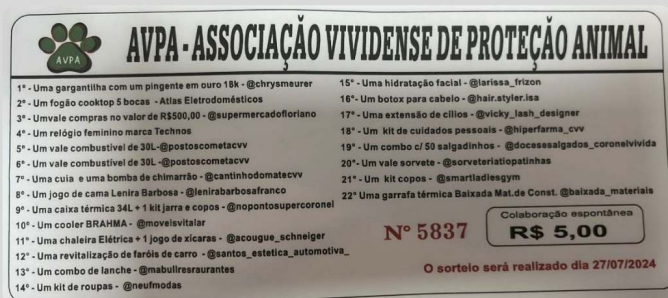 AVPA
AVPA - ASSOCIAÇÃO VIVIDENSE DE PROTEÇÃO ANIMAL
1º - Uma gargantilha com um pingente em ouro 18k - @chrysmeurer
2º - Um fogão cooktop 5 bocas - Atlas Eletrodomésticos
3º - Umvale compras no valor de R$500,00 - @supermercadofloriano
4º - Um relógio feminino marca Technos
5º - Um vale combustível de 30L-@postoscometacvv
6º - Um vale combustível de 30L -@postoscometacvv
7º - Uma cuia e uma bomba de chimarrão - @cantinhodomatecvv
8º - Um jogo de cama Lenira Barbosa - @lenirabarbosafranco
9º - Uma caixa térmica 34L + 1 kit jarra e copos - @nopontosupercoronel
10º - Um cooler BRAHMA - @moveisvitalar
11º - Uma chaleira Elétrica + 1 jogo de xícaras - @acougue_schneiger
12º - Uma revitalização de faróis de carro - @santos_estetica_automotiva_
13º - Um combo de lanche - @mabullresraurantes
14º - Um kit de roupas - @neufmodas
15º - Uma hidratação facial - @larissa_frizon
16º - Um botox para cabelo - @hair.styler.isa
17º - Uma extensão de cílios - @vicky_lash_designer
18º - Um kit de cuidados pessoais - @hiperfarma_cvv
19º - Um combo c/ 50 salgadinhos - @docesesalgados_coronelvivida
20º - Um vale sorvete - @sorveteriatiopatinhas
21º - Um kit copos - @smartladiesgym
22º Uma garrafa térmica Baixada Mat.de Const. @baixada_materiais
Nº 5837
Colaboração espontânea
R$ 5,00
O sorteio será realizado dia 27/07/2024